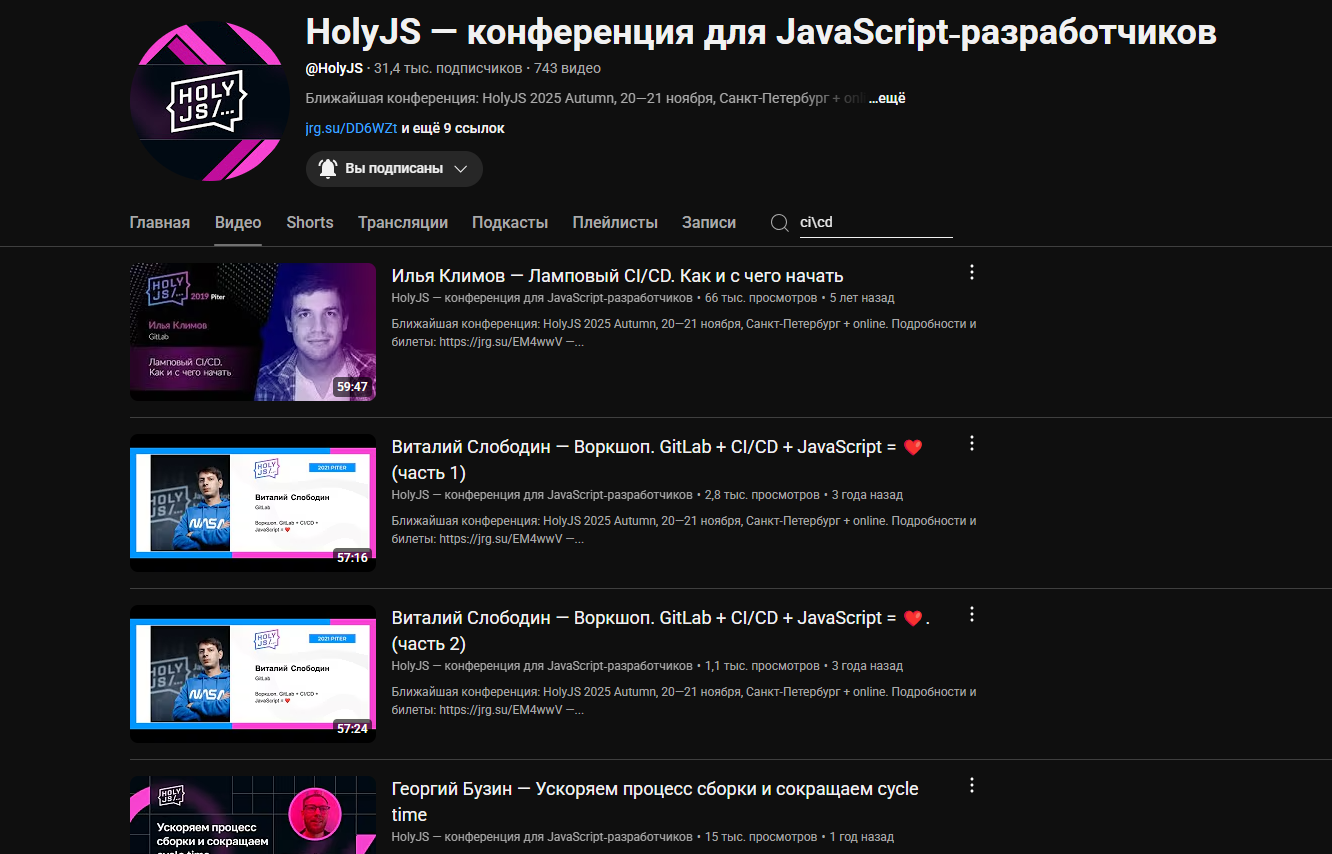 HolyJS — конференция для JavaScript-разработчиков
@HolyJS · 31,4 тыс. подписчиков · 743 видео
Ближайшая конференция: HolyJS 2025 Autumn, 20—21 ноября, Санкт-Петербург + onl ...ещё
jrg.su/DD6WZt и ещё 9 ссылок
Вы подписаны
HOLY JS/...
Главная Видео Shorts Трансляции Подкасты Плейлисты Записи ci\cd
HOLY JS/... 2019 Piter
Илья Климов
GitLab
Ламповый CI/CD.
Как и с чего начать
59:47
Илья Климов — Ламповый CI/CD. Как и с чего начать
HolyJS — конференция для JavaScript-разработчиков • 66 тыс. просмотров • 5 лет назад
Ближайшая конференция: HolyJS 2025 Autumn, 20—21 ноября, Санкт-Петербург + online. Подробности и
билеты: https://jrg.su/EM4wwV —...
HOLY JS/... 2021 PITER
Виталий Слободин
GitLab
Воркшоп. GitLab + CI/CD +
JavaScript = ❤️
NASA
57:16
Виталий Слободин — Воркшоп. GitLab + CI/CD + JavaScript = ❤️
(часть 1)
HolyJS — конференция для JavaScript-разработчиков • 2,8 тыс. просмотров • 3 года назад
Ближайшая конференция: HolyJS 2025 Autumn, 20—21 ноября, Санкт-Петербург + online. Подробности и
билеты: https://jrg.su/EM4wwV —...
HOLY JS/... 2021 PITER
Виталий Слободин
GitLab
Воркшоп. GitLab + CI/CD +
JavaScript = ❤️
NASA
57:24
Виталий Слободин — Воркшоп. GitLab + CI/CD + JavaScript = ❤️.
(часть 2)
HolyJS — конференция для JavaScript-разработчиков • 1,1 тыс. просмотров • 3 года назад
Ближайшая конференция: HolyJS 2025 Autumn, 20—21 ноября, Санкт-Петербург + online. Подробности и
билеты: https://jrg.su/EM4wwV —...
HOLY JS/...
Ускоряем процесс
сборки и сокращаем
cycle time
Георгий Бузин — Ускоряем процесс сборки и сокращаем cycle
time
HolyJS — конференция для JavaScript-разработчиков • 15 тыс. просмотров • 1 год назад